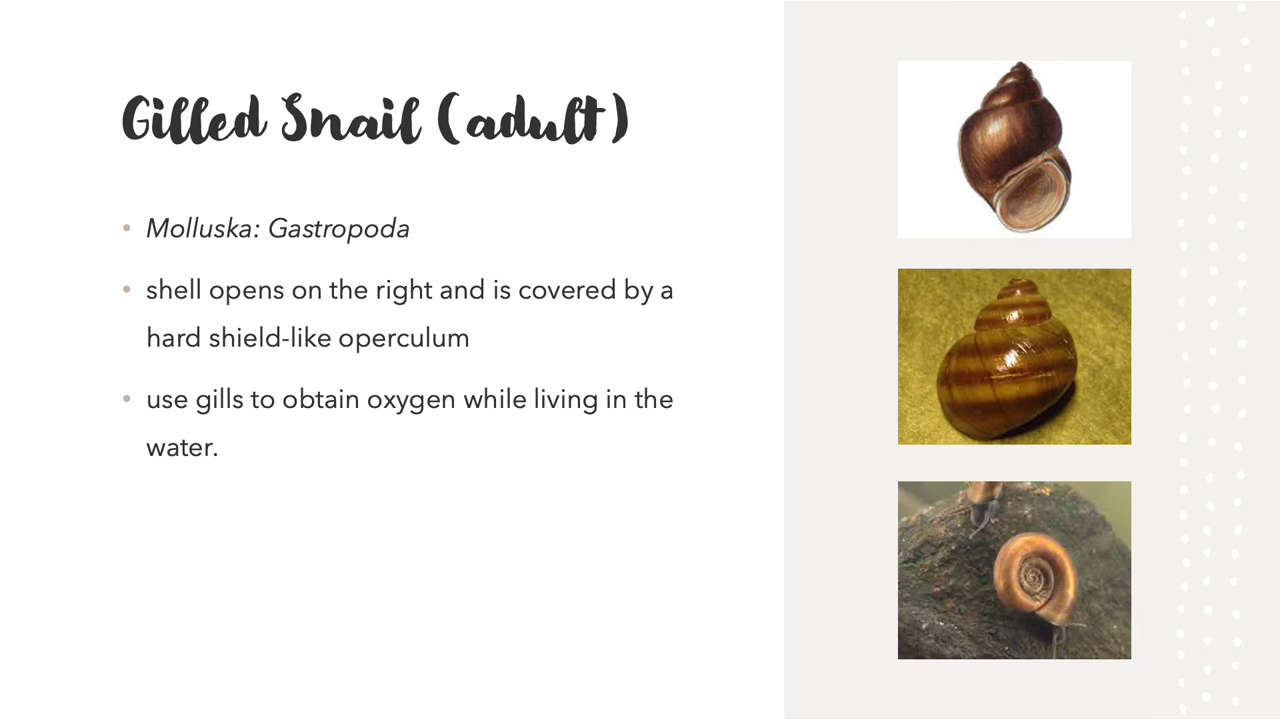 Gilled Snail (adult)
• Molluska: Gastropoda
• shell opens on the right and is covered by a
hard shield-like operculum
• use gills to obtain oxygen while living in the
water.